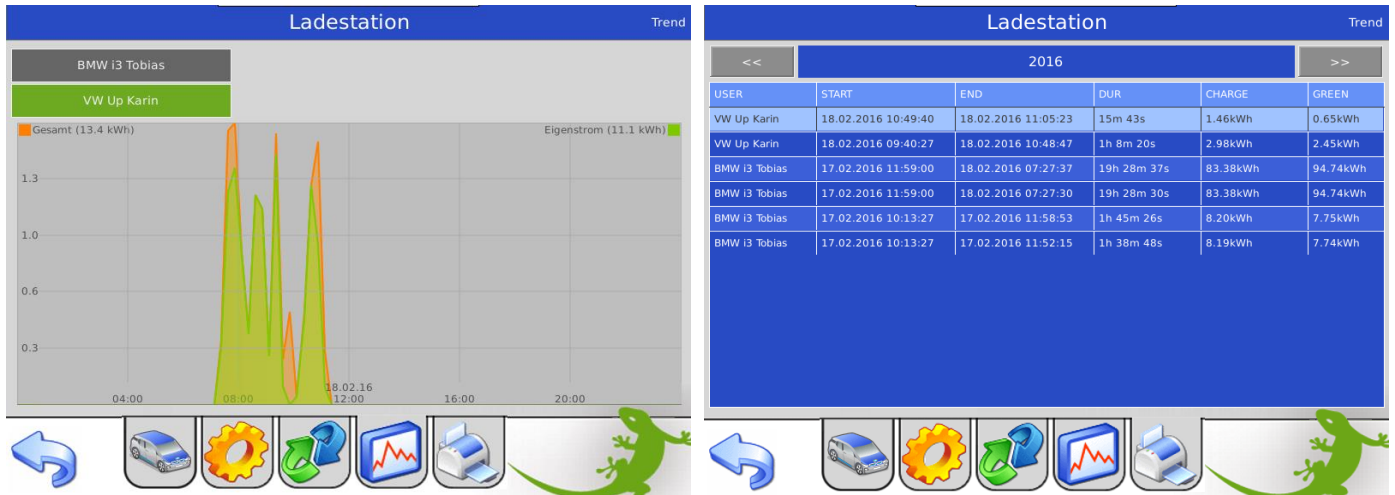 Ladestation
Trend
BMW i3 Tobias
VW Up Karin
Gesamt (13.4 kWh)
Eigenstrom (11.1 kWh)
1.3
1.0
0.6
0.3
18.02.16
04:00 08:00 12:00 16:00 20:00
Ladestation
Trend
<< 2016 >>
USER START END DUR CHARGE GREEN
VW Up Karin 18.02.2016 10:49:40 18.02.2016 11:05:23 15m 43s 1.46kWh 0.65kWh
VW Up Karin 18.02.2016 09:40:27 18.02.2016 10:48:47 1h 8m 20s 2.98kWh 2.45kWh
BMW i3 Tobias 17.02.2016 11:59:00 18.02.2016 07:27:37 19h 28m 37s 83.38kWh 94.74kWh
BMW i3 Tobias 17.02.2016 11:59:00 18.02.2016 07:27:30 19h 28m 30s 83.38kWh 94.74kWh
BMW i3 Tobias 17.02.2016 10:13:27 17.02.2016 11:58:53 1h 45m 26s 8.20kWh 7.75kWh
BMW i3 Tobias 17.02.2016 10:13:27 17.02.2016 11:52:15 1h 38m 48s 8.19kWh 7.74kWh